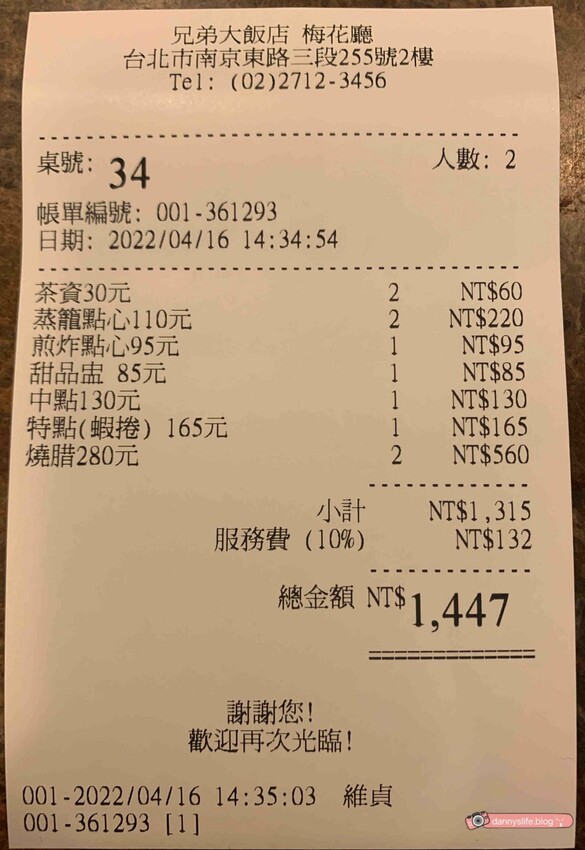 兄弟大飯店 梅花廳
台北市南京東路三段255號2樓
Tel: (02)2712-3456
桌號: 34 人數: 2
帳單編號: 001-361293
日期: 2022/04/16 14:34:54
茶資30元 2 NT$60
蒸籠點心110元 2 NT$220
煎炸點心95元 1 NT$95
甜品盅 85元 1 NT$85
中點130元 1 NT$130
特點(蝦捲) 165元 1 NT$165
燒腊280元 2 NT$560
小計 NT$1,315
服務費 (10%) NT$132
總金額 NT$1,447
謝謝您!
歡迎再次光臨!
001-2022/04/16 14:35:03 維貞
001-361293 [1]
dannyslife.blog